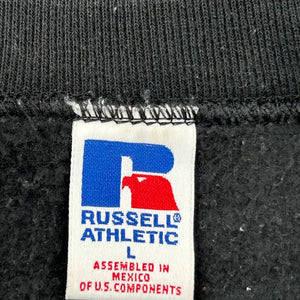 R
RUSSELL®
ATHLETIC
L
ASSEMBLED IN
MEXICO
OF U.S. COMPONENTS